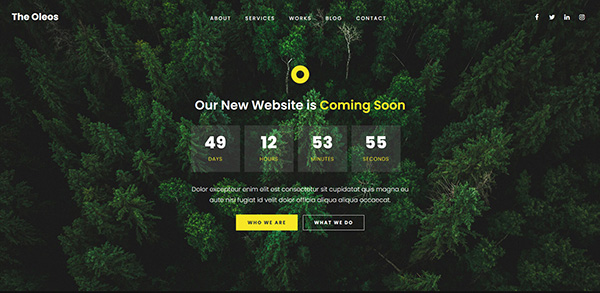 The Oleos
ABOUT SERVICES WORKS BLOG CONTACT
Our New Website is Coming Soon
49 12 53 55
DAYS HOURS MINUTES SECONDS
Dolor excepteur enim elit est consectetur sit cupidatat quis magna eu
aute nisi fugiat id velit dolor officia aliqua aliqua occaecat.
WHO WE ARE WHAT WE DO